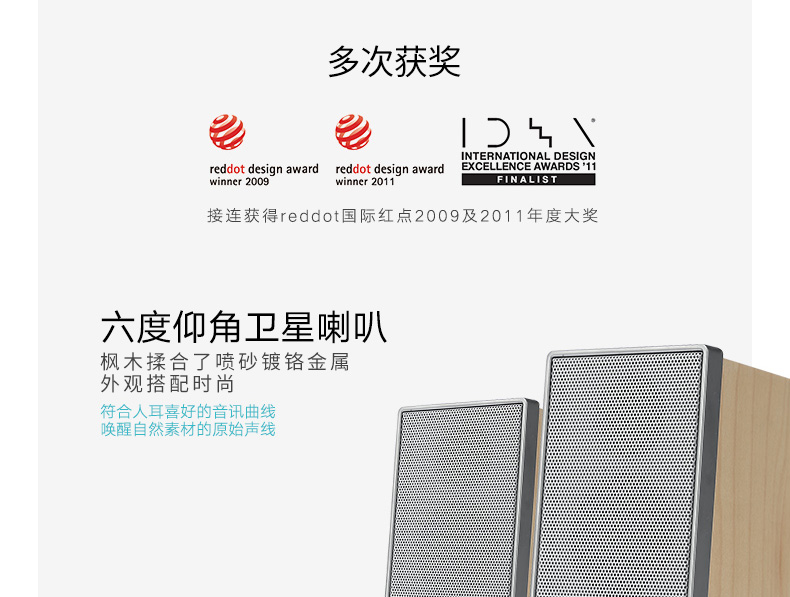 多次获奖
reddot design award
winner 2009
reddot design award
winner 2011
INTERNATIONAL DESIGN
EXCELLENCE AWARDS '11
FINALIST
接连获得reddot国际红点2009及2011年度大奖
六度仰角卫星喇叭
枫木揉合了喷砂镀铬金属
外观搭配时尚
符合人耳喜好的音讯曲线
唤醒自然素材的原始声线